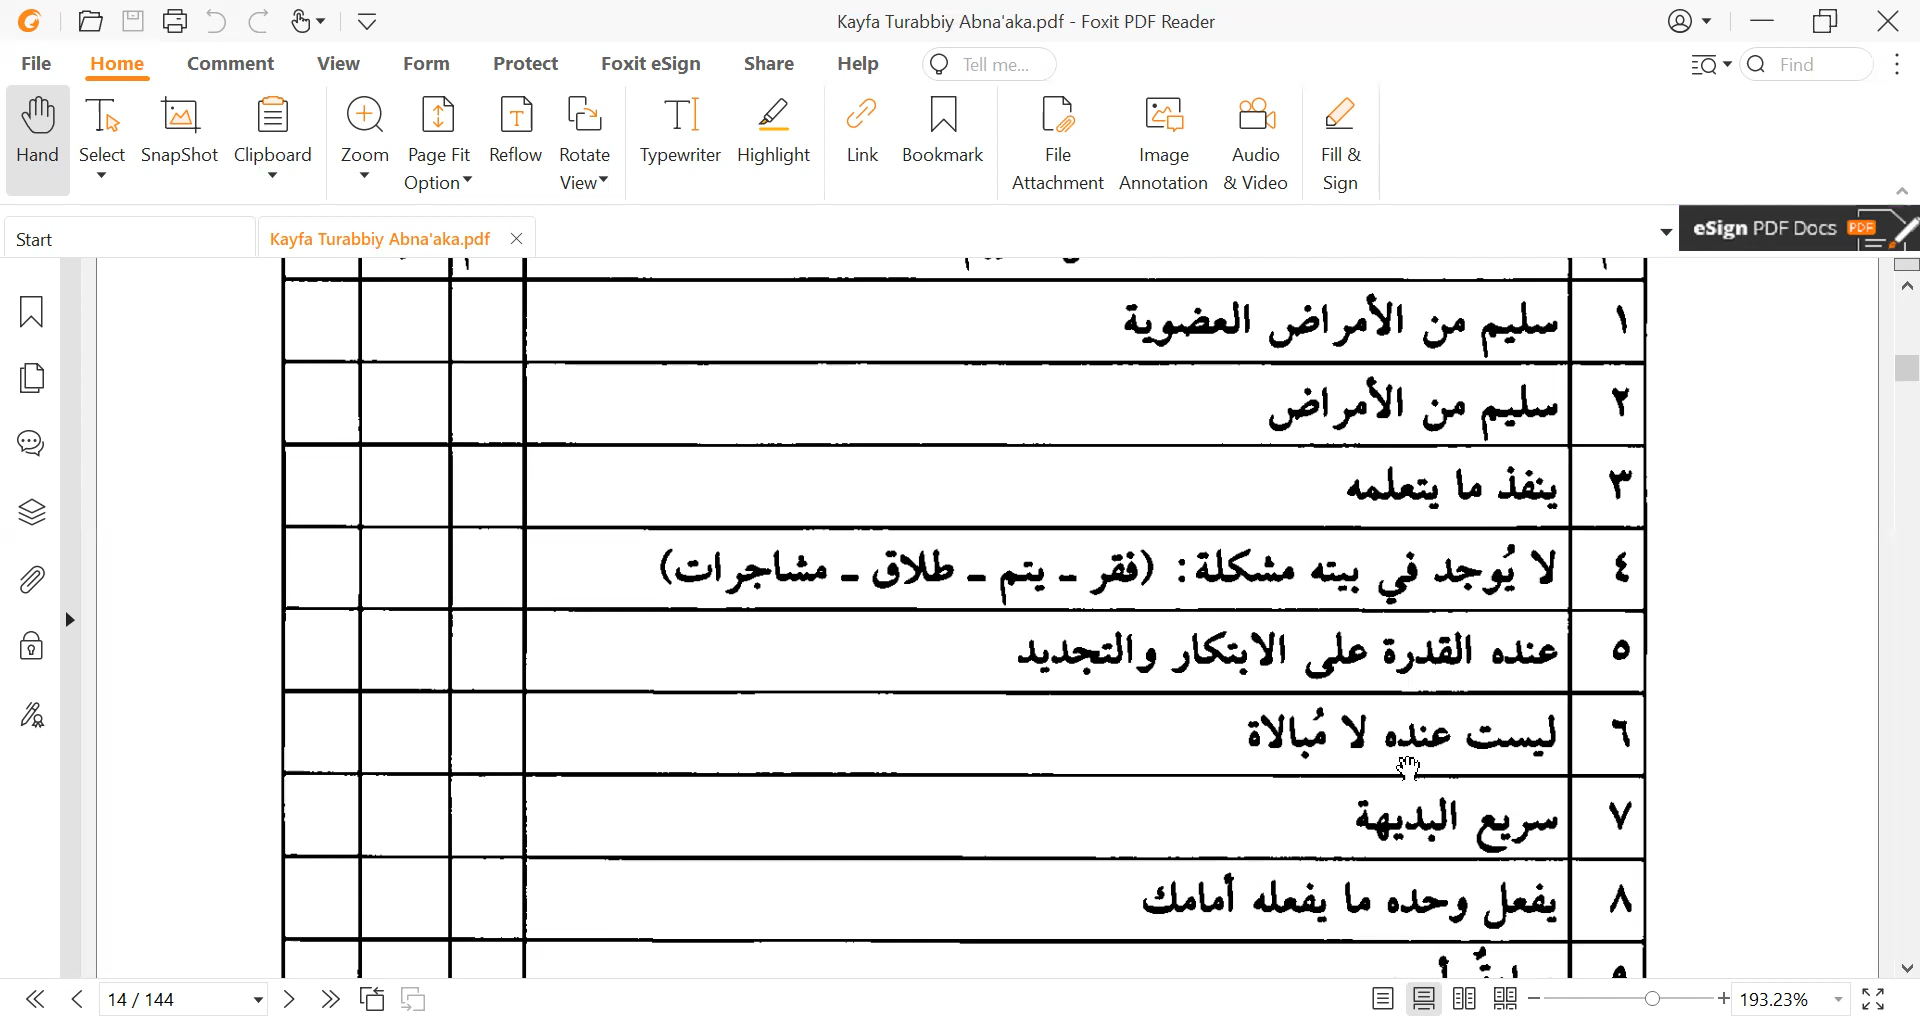 Kayfa Turabbiy Abna'aka.pdf - Foxit PDF Reader
File Home Comment View Form Protect Foxit eSign Share Help Tell me... Find
Hand Select SnapShot Clipboard Zoom Page Fit Option Reflow Rotate View Typewriter Highlight Link Bookmark File Attachment Image Annotation Audio & Video Fill & Sign
Start Kayfa Turabbiy Abna'aka.pdf eSign PDF Docs PDF
١ سليم من الأمراض العضوية
٢ سليم من الأمراض
٣ ينفذ ما يتعلمه
٤ لا يُوجد في بيته مشكلة: (فقر - يتم - طلاق - مشاجرات)
٥ عنده القدرة على الابتكار والتجديد
٦ ليست عنده لا مُبالاة
٧ سريع البديهة
٨ يفعل وحده ما يفعله أمامك
14 / 144 193.23%